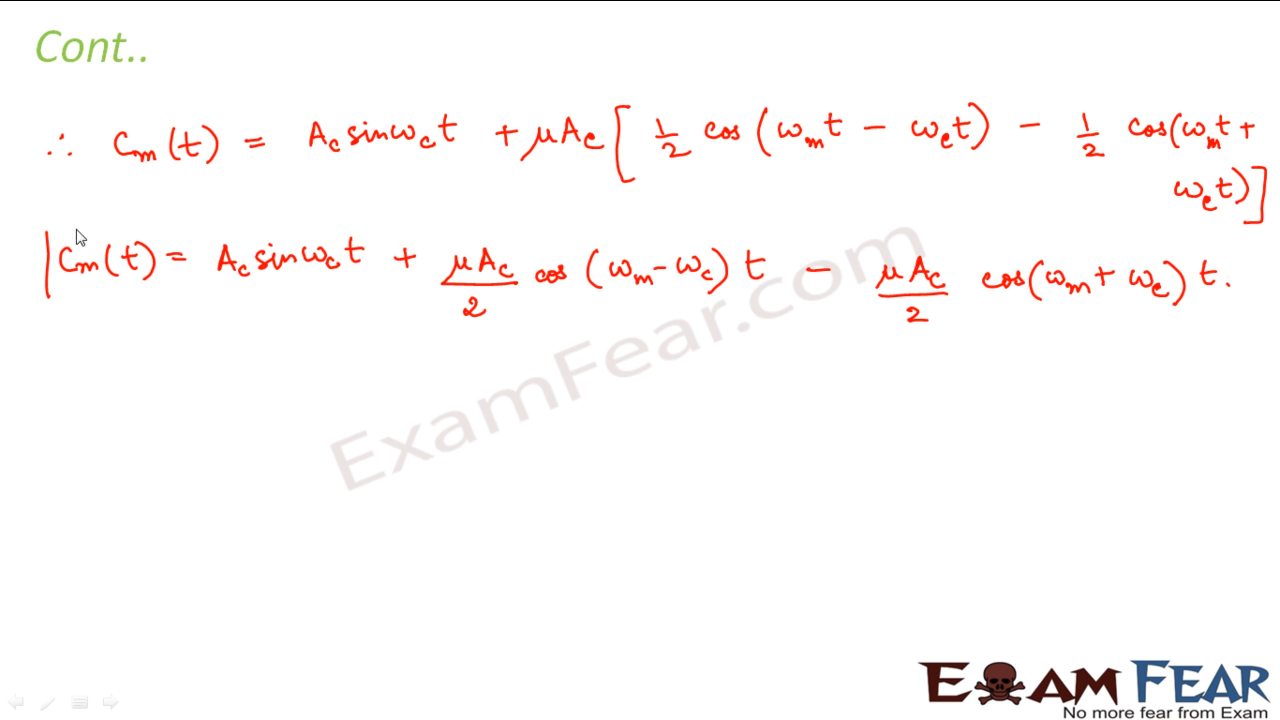 Cont..
∴ Cm(t) = Ac sinωct + μAc [ 1/2 cos (ωmt − ωct) − 1/2 cos(ωmt +
ωct) ]
Cm(t) = Ac sinωct + μAc/2 cos (ωm − ωc) t − μAc/2 cos(ωm + ωc) t.
ExamFear.com
EXAM FEAR
No more fear from Exam